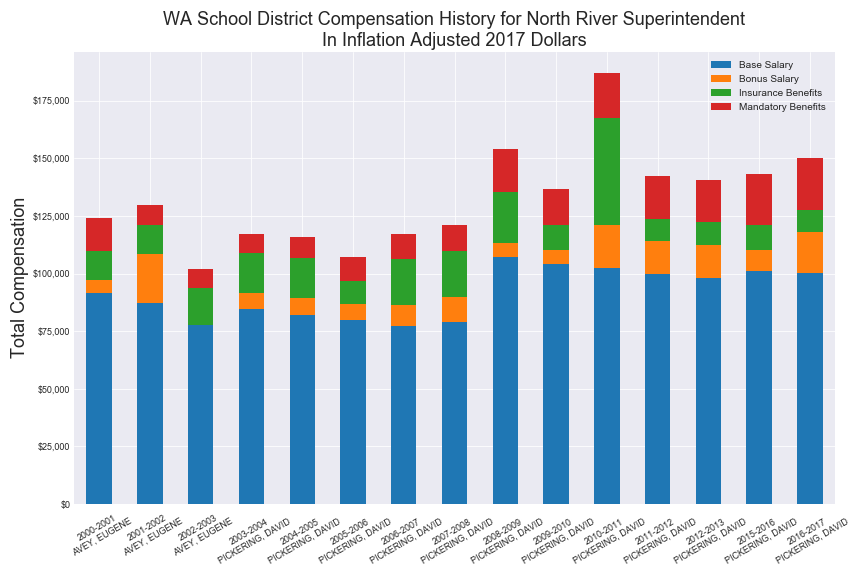 WA School District Compensation History for North River Superintendent
In Inflation Adjusted 2017 Dollars
Base Salary
Bonus Salary
Insurance Benefits
Mandatory Benefits
Total Compensation
$175,000
$150,000
$125,000
$100,000
$75,000
$50,000
$25,000
$0
2000-2001
AVEY, EUGENE
2001-2002
AVEY, EUGENE
2002-2003
AVEY, EUGENE
2003-2004
PICKERING, DAVID
2004-2005
PICKERING, DAVID
2005-2006
PICKERING, DAVID
2006-2007
PICKERING, DAVID
2007-2008
PICKERING, DAVID
2008-2009
PICKERING, DAVID
2009-2010
PICKERING, DAVID
2010-2011
PICKERING, DAVID
2011-2012
PICKERING, DAVID
2012-2013
PICKERING, DAVID
2015-2016
PICKERING, DAVID
2016-2017
PICKERING, DAVID